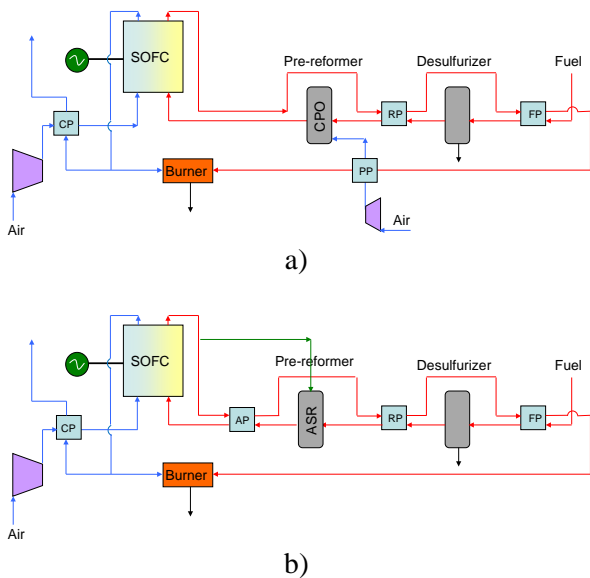 SOFC
Pre-reformer
Desulfurizer
Fuel
CP
CPO
RP
FP
Burner
PP
Air
Air
a)
SOFC
Pre-reformer
Desulfurizer
Fuel
CP
AP
ASR
RP
FP
Burner
Air
b)